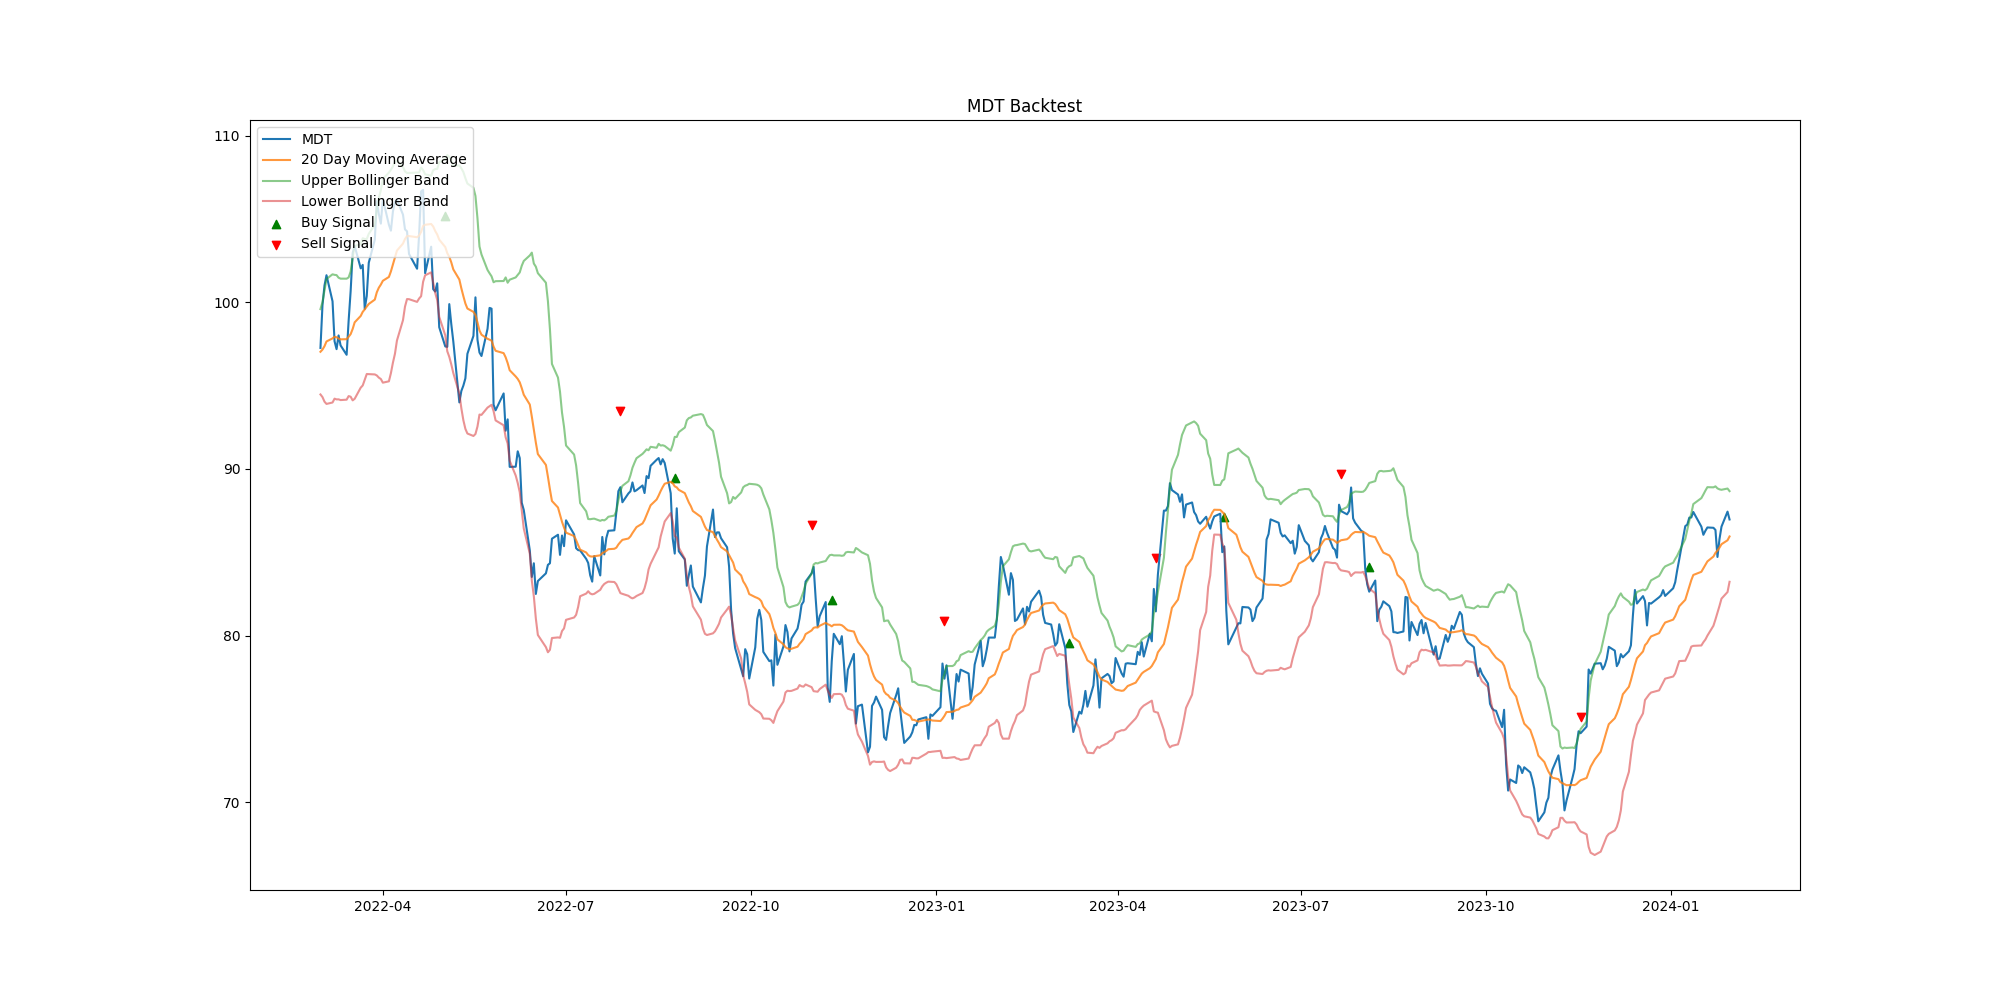 MDT Backtest
MDT
20 Day Moving Average
Upper Bollinger Band
Lower Bollinger Band
Buy Signal
Sell Signal
110
100
90
80
70
2022-04 2022-07 2022-10 2023-01 2023-04 2023-07 2023-10 2024-01